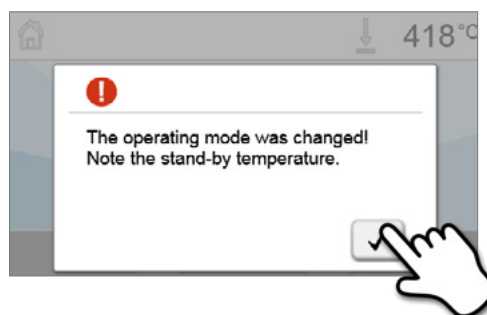 418°C
The operating mode was changed!
Note the stand-by temperature.